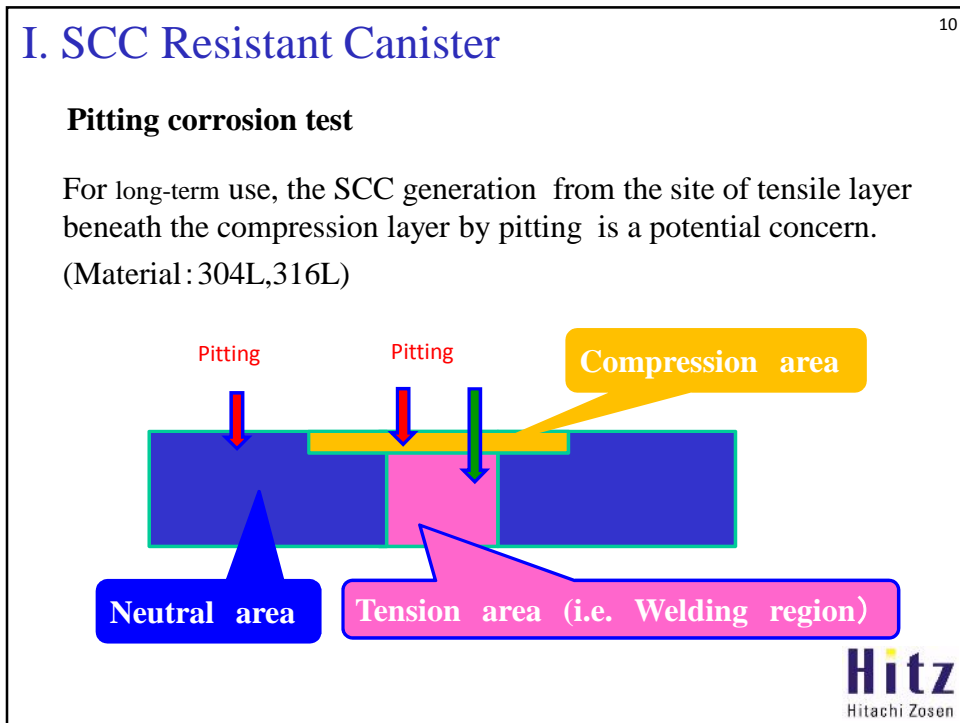 10
I. SCC Resistant Canister
Pitting corrosion test
For long-term use, the SCC generation from the site of tensile layer
beneath the compression layer by pitting is a potential concern.
(Material：304L,316L)
Pitting
Pitting
Compression area
Neutral area
Tension area (i.e. Welding region）
Hitz
Hitachi Zosen